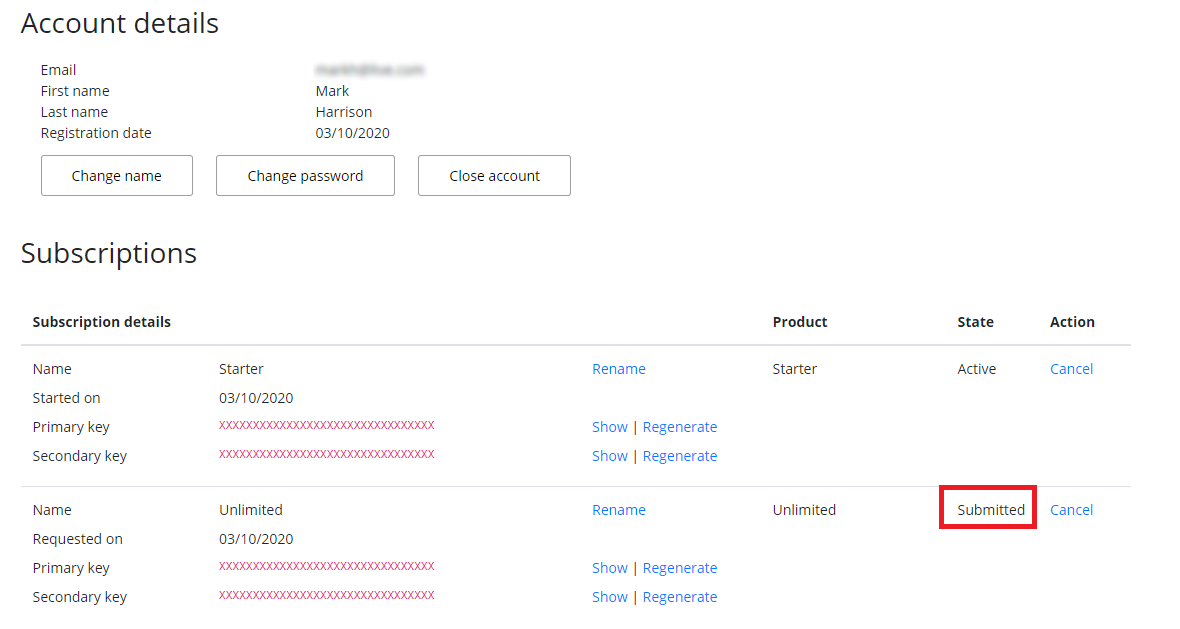 Account details
Email
First name Mark
Last name Harrison
Registration date 03/10/2020
Change name Change password Close account
Subscriptions
Subscription details Product State Action
Name Starter Rename Starter Active Cancel
Started on 03/10/2020
Primary key XXXXXXXXXXXXXXXXXXXXXXXXXXXXXXXX Show | Regenerate
Secondary key XXXXXXXXXXXXXXXXXXXXXXXXXXXXXXXX Show | Regenerate
Name Unlimited Rename Unlimited Submitted Cancel
Requested on 03/10/2020
Primary key XXXXXXXXXXXXXXXXXXXXXXXXXXXXXXXX Show | Regenerate
Secondary key XXXXXXXXXXXXXXXXXXXXXXXXXXXXXXXX Show | Regenerate